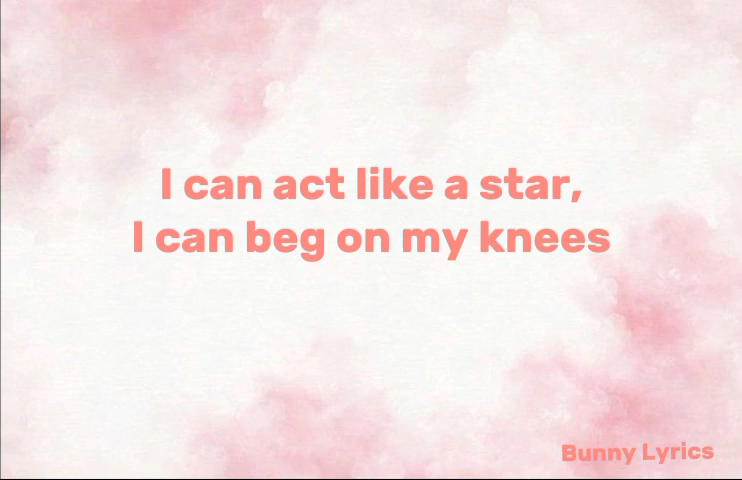 I can act like a star,
I can beg on my knees
Bunny Lyrics